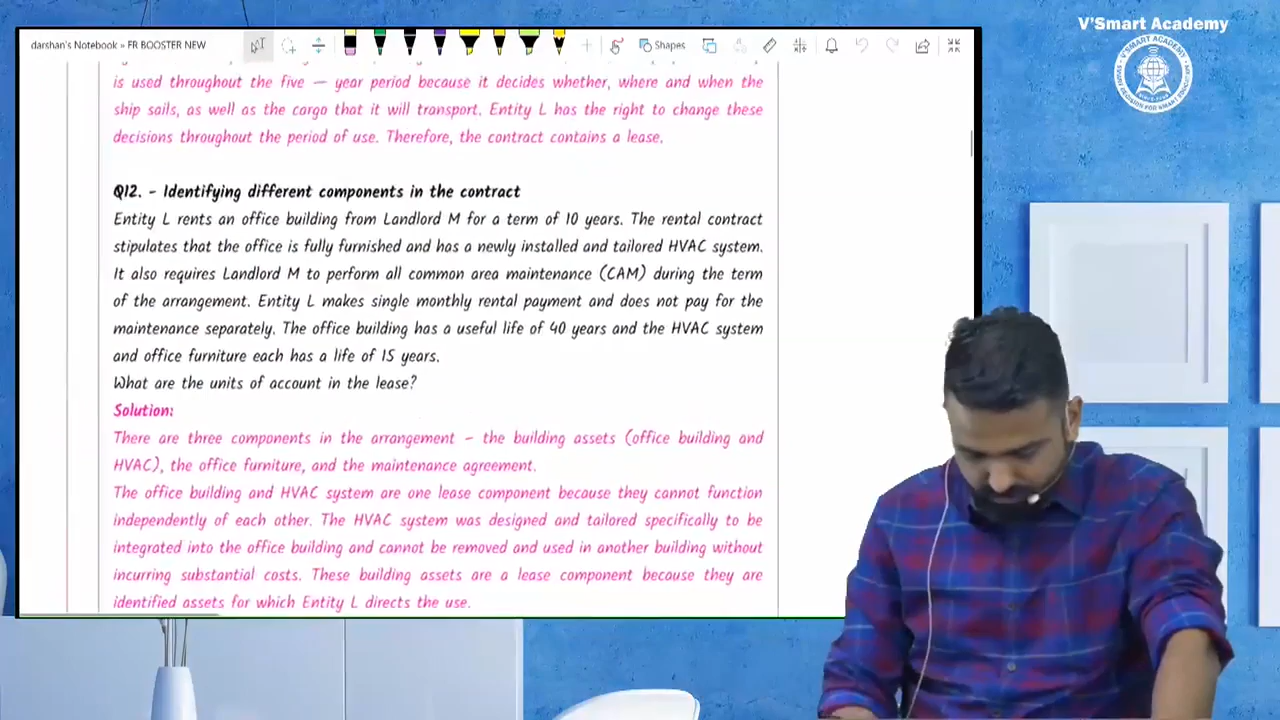 V'Smart Academy
darshan's Notebook » FR BOOSTER NEW
Shapes
is used throughout the five — year period because it decides whether, where and when the
ship sails, as well as the cargo that it will transport. Entity L has the right to change these
decisions throughout the period of use. Therefore, the contract contains a lease.
Q12. - Identifying different components in the contract
Entity L rents an office building from Landlord M for a term of 10 years. The rental contract
stipulates that the office is fully furnished and has a newly installed and tailored HVAC system.
It also requires Landlord M to perform all common area maintenance (CAM) during the term
of the arrangement. Entity L makes single monthly rental payment and does not pay for the
maintenance separately. The office building has a useful life of 40 years and the HVAC system
and office furniture each has a life of 15 years.
What are the units of account in the lease?
Solution:
There are three components in the arrangement – the building assets (office building and
HVAC), the office furniture, and the maintenance agreement.
The office building and HVAC system are one lease component because they cannot function
independently of each other. The HVAC system was designed and tailored specifically to be
integrated into the office building and cannot be removed and used in another building without
incurring substantial costs. These building assets are a lease component because they are
identified assets for which Entity L directs the use.